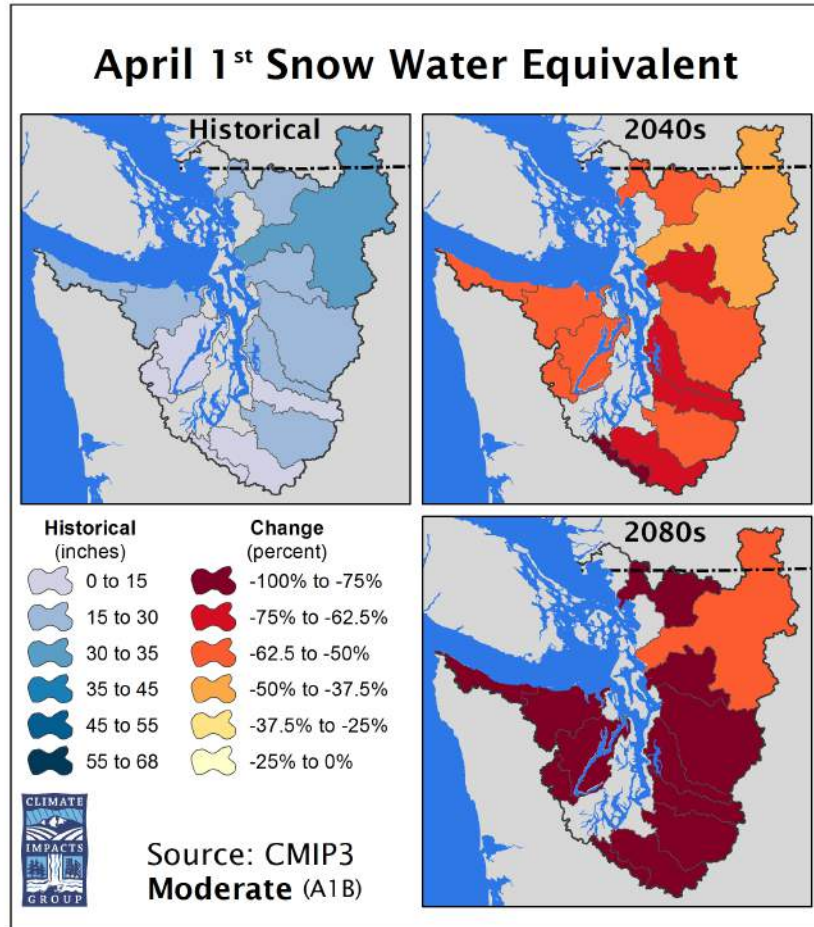 April 1st Snow Water Equivalent
Historical
2040s
Historical
(inches)
0 to 15
15 to 30
30 to 35
35 to 45
45 to 55
55 to 68
Change
(percent)
-100% to -75%
-75% to -62.5%
-62.5 to -50%
-50% to -37.5%
-37.5% to -25%
-25% to 0%
2080s
CLIMATE
IMPACTS
GROUP
Source: CMIP3
Moderate (A1B)